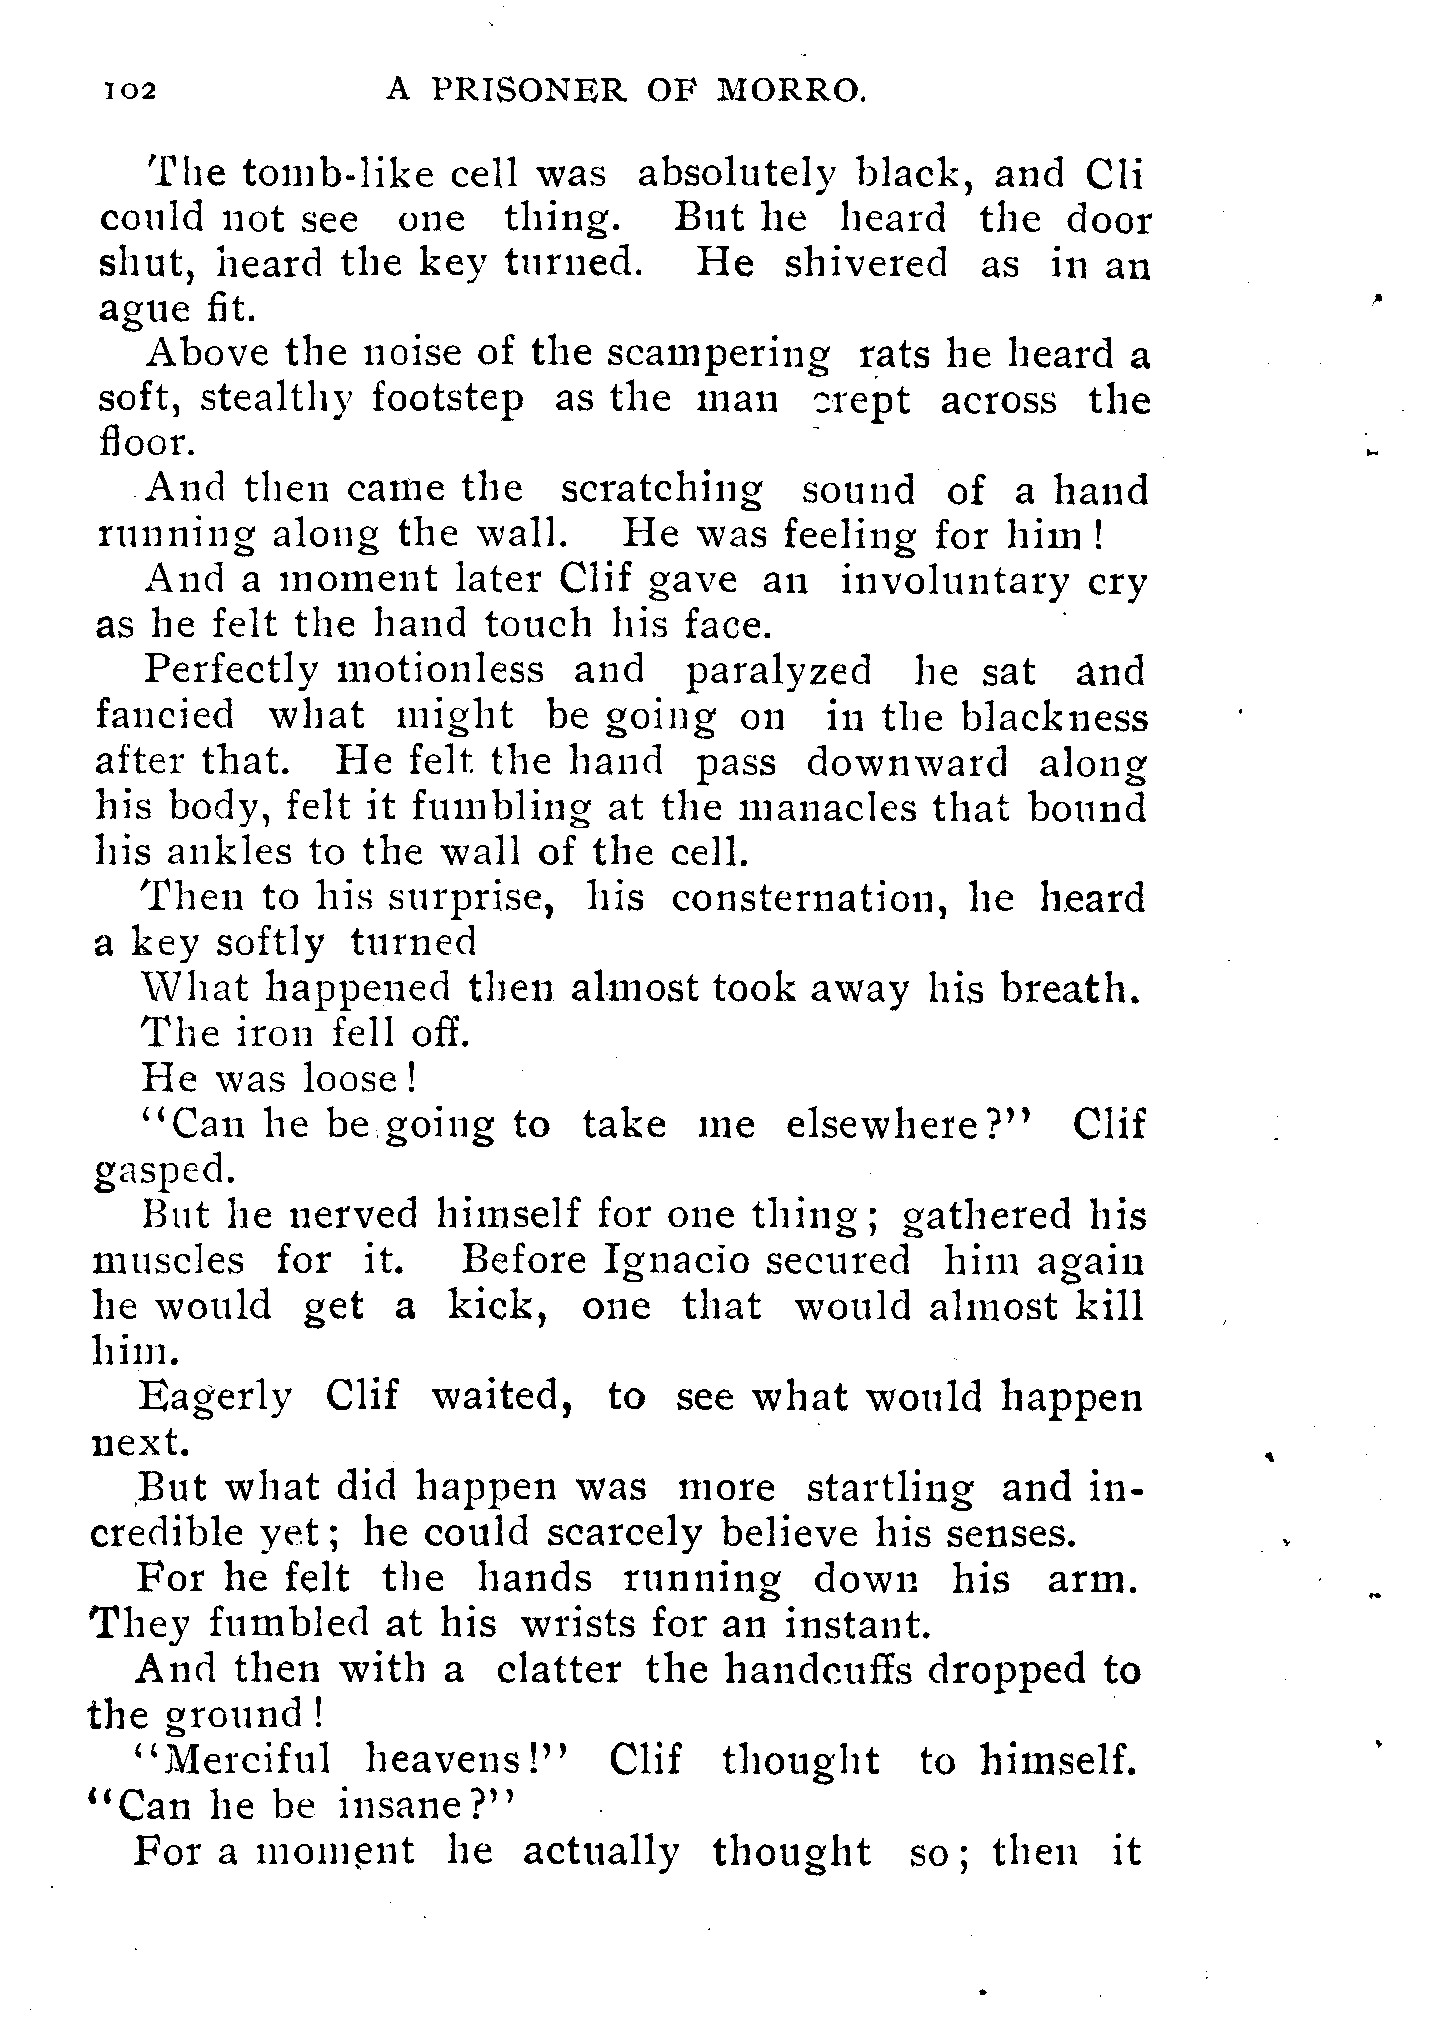 102 A PRISONER OF MORRO.
The tomb-like cell was absolutely black, and Cli
could not see one thing. But he heard the door
shut, heard the key turned. He shivered as in an
ague fit.
Above the noise of the scampering rats he heard a
soft, stealthy footstep as the man crept across the
floor.
And then came the scratching sound of a hand
running along the wall. He was feeling for him!
And a moment later Clif gave an involuntary cry
as he felt the hand touch his face.
Perfectly motionless and paralyzed he sat and
fancied what might be going on in the blackness
after that. He felt the hand pass downward along
his body, felt it fumbling at the manacles that bound
his ankles to the wall of the cell.
Then to his surprise, his consternation, he heard
a key softly turned
What happened then almost took away his breath.
The iron fell off.
He was loose!
"Can he be going to take me elsewhere?" Clif
gasped.
But he nerved himself for one thing; gathered his
muscles for it. Before Ignacio secured him again
he would get a kick, one that would almost kill
him.
Eagerly Clif waited, to see what would happen
next.
But what did happen was more startling and in-
credible yet; he could scarcely believe his senses.
For he felt the hands running down his arm.
They fumbled at his wrists for an instant.
And then with a clatter the handcuffs dropped to
the ground!
"Merciful heavens!" Clif thought to himself.
"Can he be insane?"
For a moment he actually thought so; then it